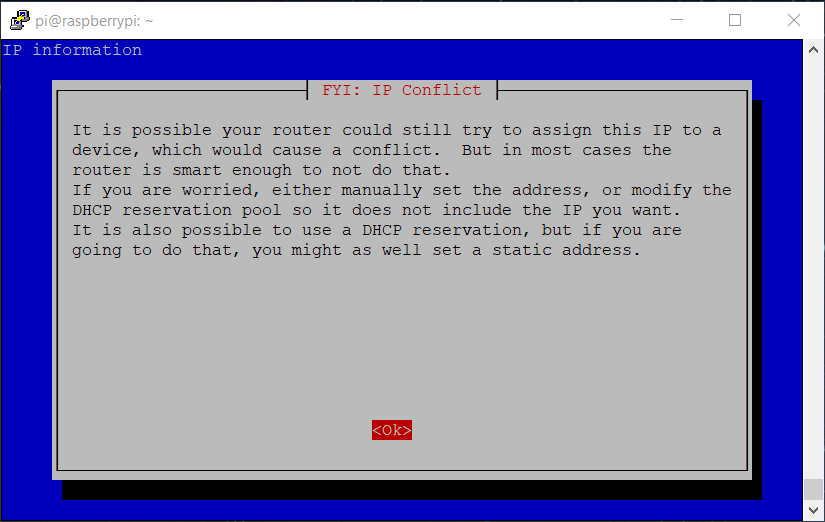 pi@raspberrypi: ~
IP information
FYI: IP Conflict
It is possible your router could still try to assign this IP to a
device, which would cause a conflict.  But in most cases the
router is smart enough to not do that.
If you are worried, either manually set the address, or modify the
DHCP reservation pool so it does not include the IP you want.
It is also possible to use a DHCP reservation, but if you are
going to do that, you might as well set a static address.
<Ok>